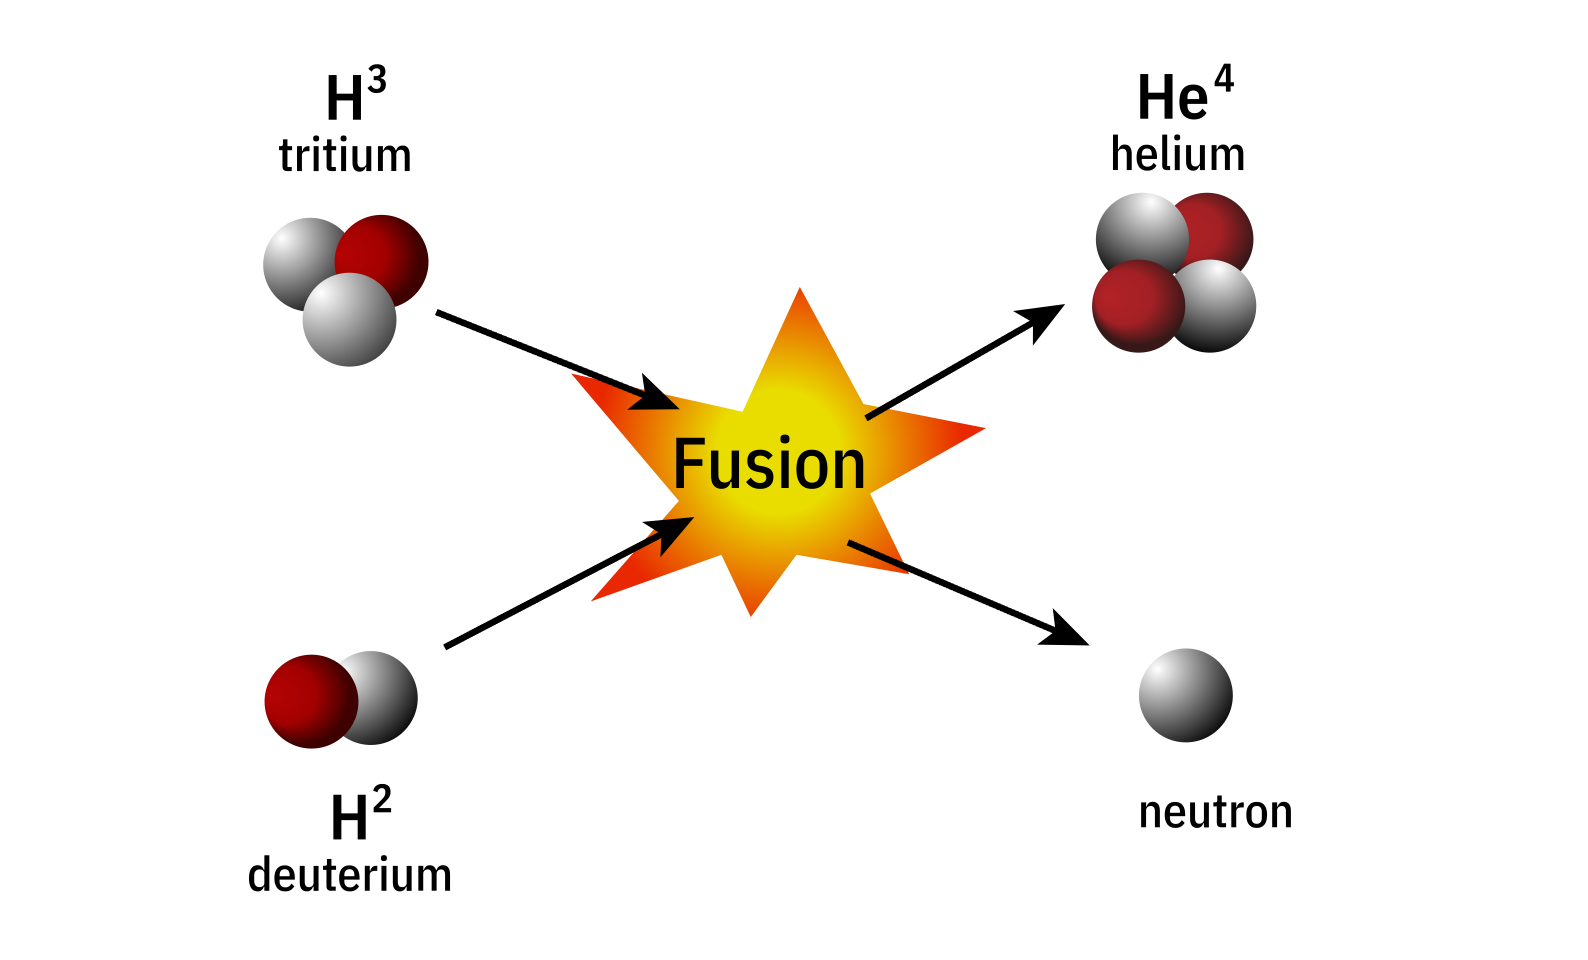 H³
tritium
He⁴
helium
Fusion
H²
deuterium
neutron